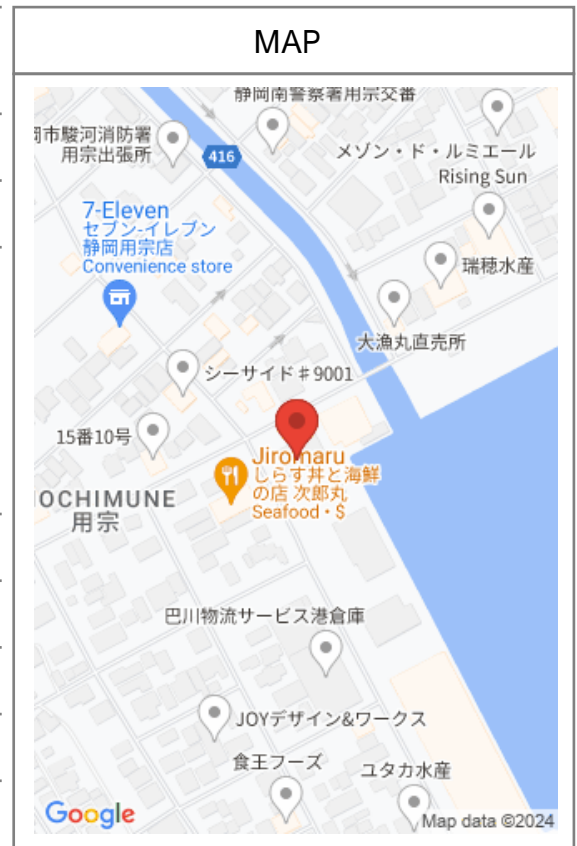 MAP
静岡南警察署用宗交番
市駿河消防署
用宗出張所
416
メゾン・ド・ルミエール
Rising Sun
7-Eleven
セブン-イレブン
静岡用宗店
Convenience store
瑞穂水産
大漁丸直売所
シーサイド♯9001
15番10号
Jiromaru
しらす丼と海鮮
の店 次郎丸
Seafood・$
OCHIMUNE
用宗
巴川物流サービス港倉庫
JOYデザイン&ワークス
食王フーズ
ユタカ水産
Google
Map data ©2024